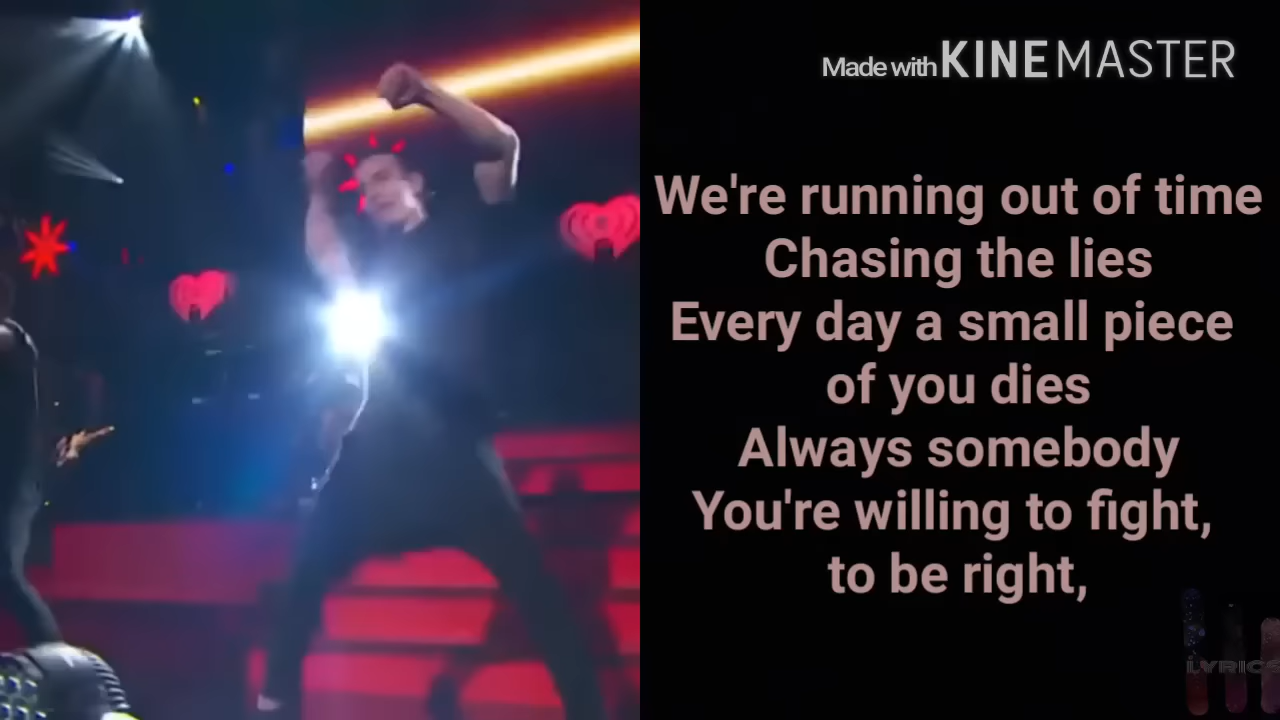 Made with KINEMASTER
We're running out of time
Chasing the lies
Every day a small piece
of you dies
Always somebody
You're willing to fight,
to be right,
LYRICS